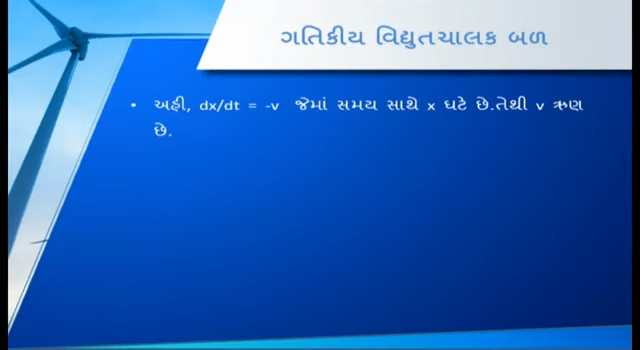 ગતિકીય વિદ્યુતચાલક બળ
• અહી, dx/dt = -v જેમાં સમય સાથે x ઘટે છે.તેથી v ઋણ
છે.